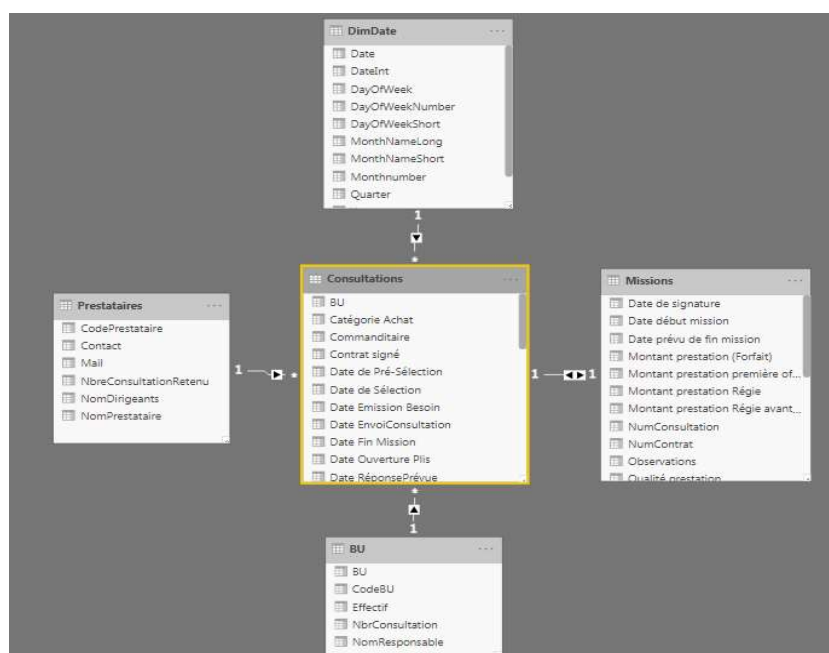 DimDate
Date
DateInt
DayOfWeek
DayOfWeekNumber
DayOfWeekShort
MonthNameLong
MonthNameShort
Monthnumber
Quarter
1
*
Prestataires
CodePrestataire
Contact
Mail
NbreConsultationRetenu
NomDirigeants
NomPrestataire
1
*
Consultations
BU
Catégorie Achat
Commanditaire
Contrat signé
Date de Pré-Sélection
Date de Sélection
Date Emission Besoin
Date EnvoiConsultation
Date Fin Mission
Date Ouverture Plis
Date RéponsePrévue
1
1
Missions
Date de signature
Date début mission
Date prévu de fin mission
Montant prestation (Forfait)
Montant prestation première of...
Montant prestation Régie
Montant prestation Régie avant...
NumConsultation
NumContrat
Observations
Qualité prestation
*
1
BU
BU
CodeBU
Effectif
NbrConsultation
NomResponsable